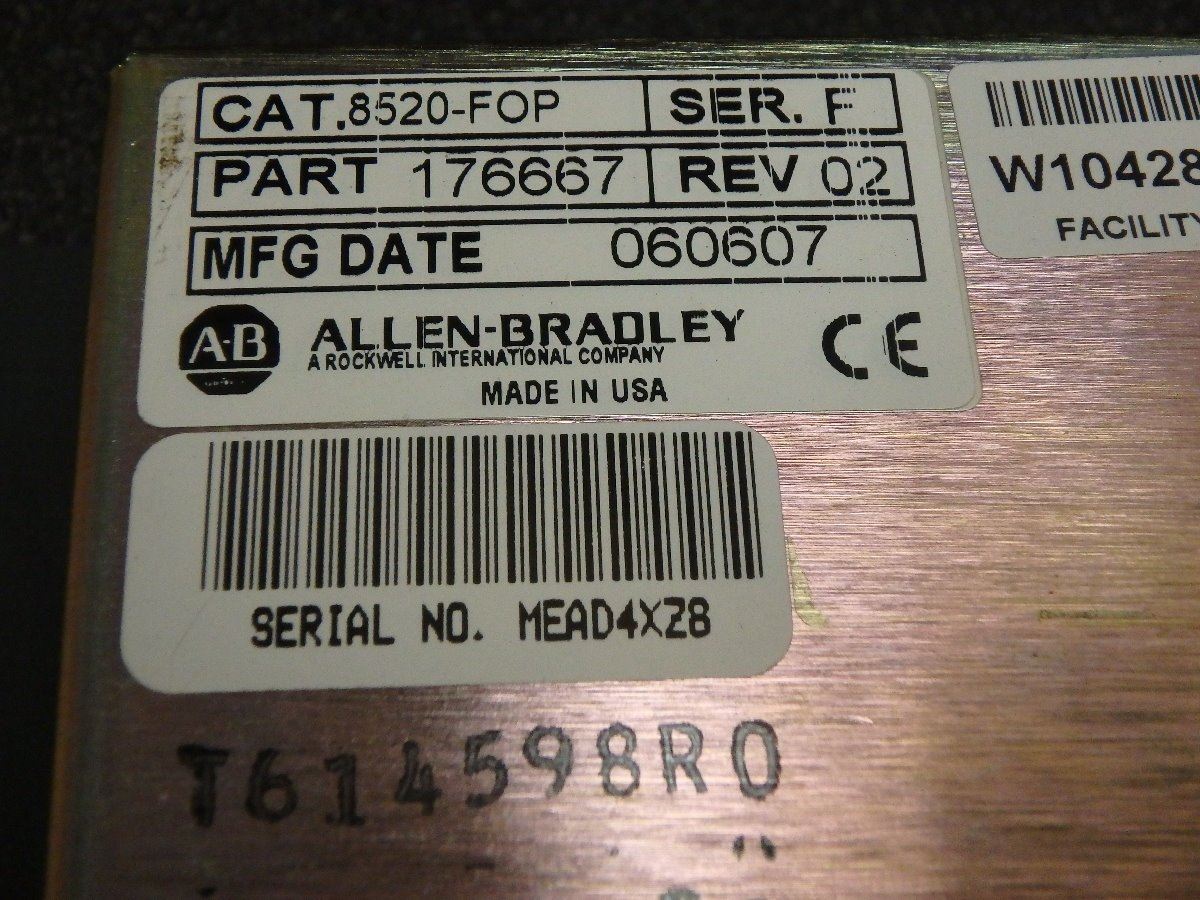 CAT. 8520-FOP SER. F
PART 176667 REV 02
MFG DATE 060607
A-B ALLEN-BRADLEY
A ROCKWELL INTERNATIONAL COMPANY
MADE IN USA CE
W10428
FACILITY
SERIAL NO. MEAD4XZ8
T614598R0